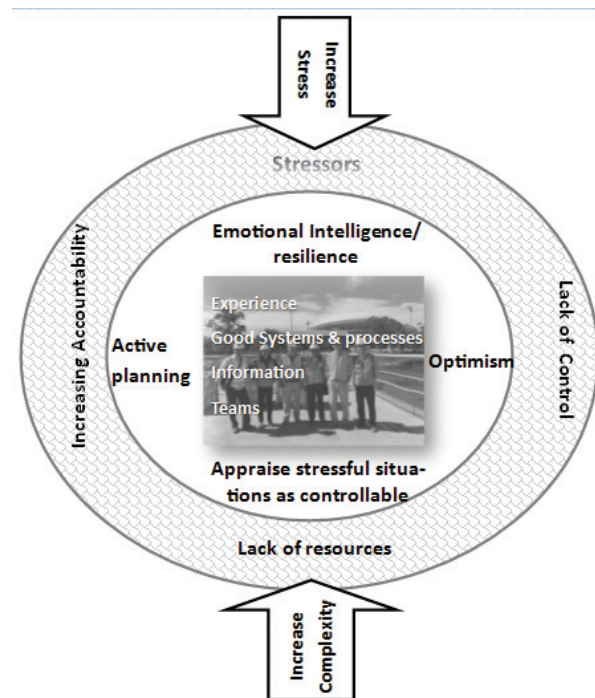 Increase
Stress
Stressors
Emotional Intelligence/
resilience
Increasing Accountability
Experience
Good Systems & processes
Information
Teams
Active
planning
Optimism
Lack of Control
Appraise stressful situa-
tions as controllable
Lack of resources
Increase
Complexity